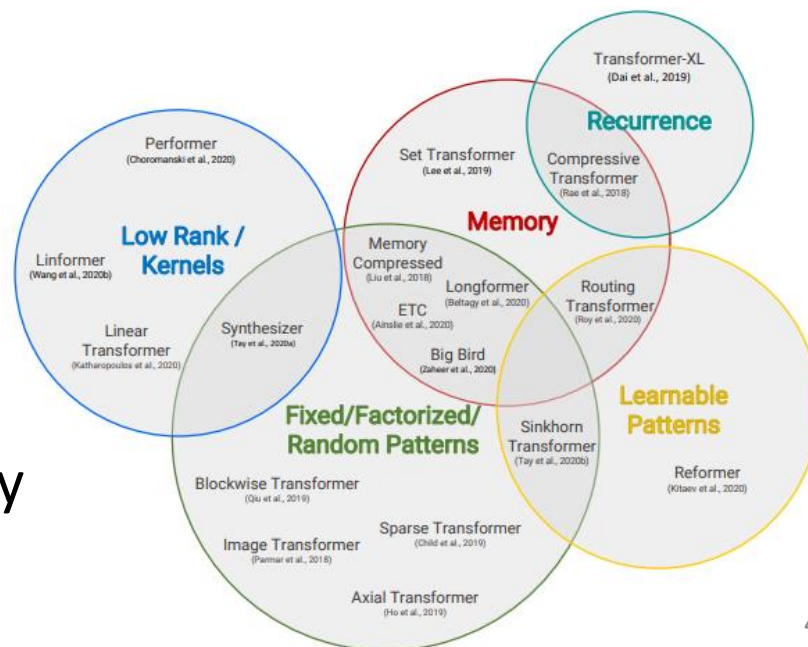 Transformer-XL
(Dai et al., 2019)
Recurrence
Compressive
Transformer
(Rae et al., 2018)
Performer
(Choromanski et al., 2020)
Set Transformer
(Lee et al., 2019)
Memory
Low Rank /
Kernels
Linformer
(Wang et al., 2020b)
Memory
Compressed
(Liu et al., 2018)
Longformer
(Beltagy et al., 2020)
Routing
Transformer
(Roy et al., 2020)
ETC
(Ainslie et al., 2020)
Linear
Transformer
(Katharopoulos et al., 2020)
Synthesizer
(Tay et al., 2020a)
Big Bird
(Zaheer et al., 2020)
Fixed/Factorized/
Random Patterns
Learnable
Patterns
Sinkhorn
Transformer
(Tay et al., 2020b)
Reformer
(Kitaev et al., 2020)
y
Blockwise Transformer
(Qiu et al., 2019)
Sparse Transformer
(Child et al., 2019)
Image Transformer
(Parmar et al., 2018)
Axial Transformer
(Ho et al., 2019)